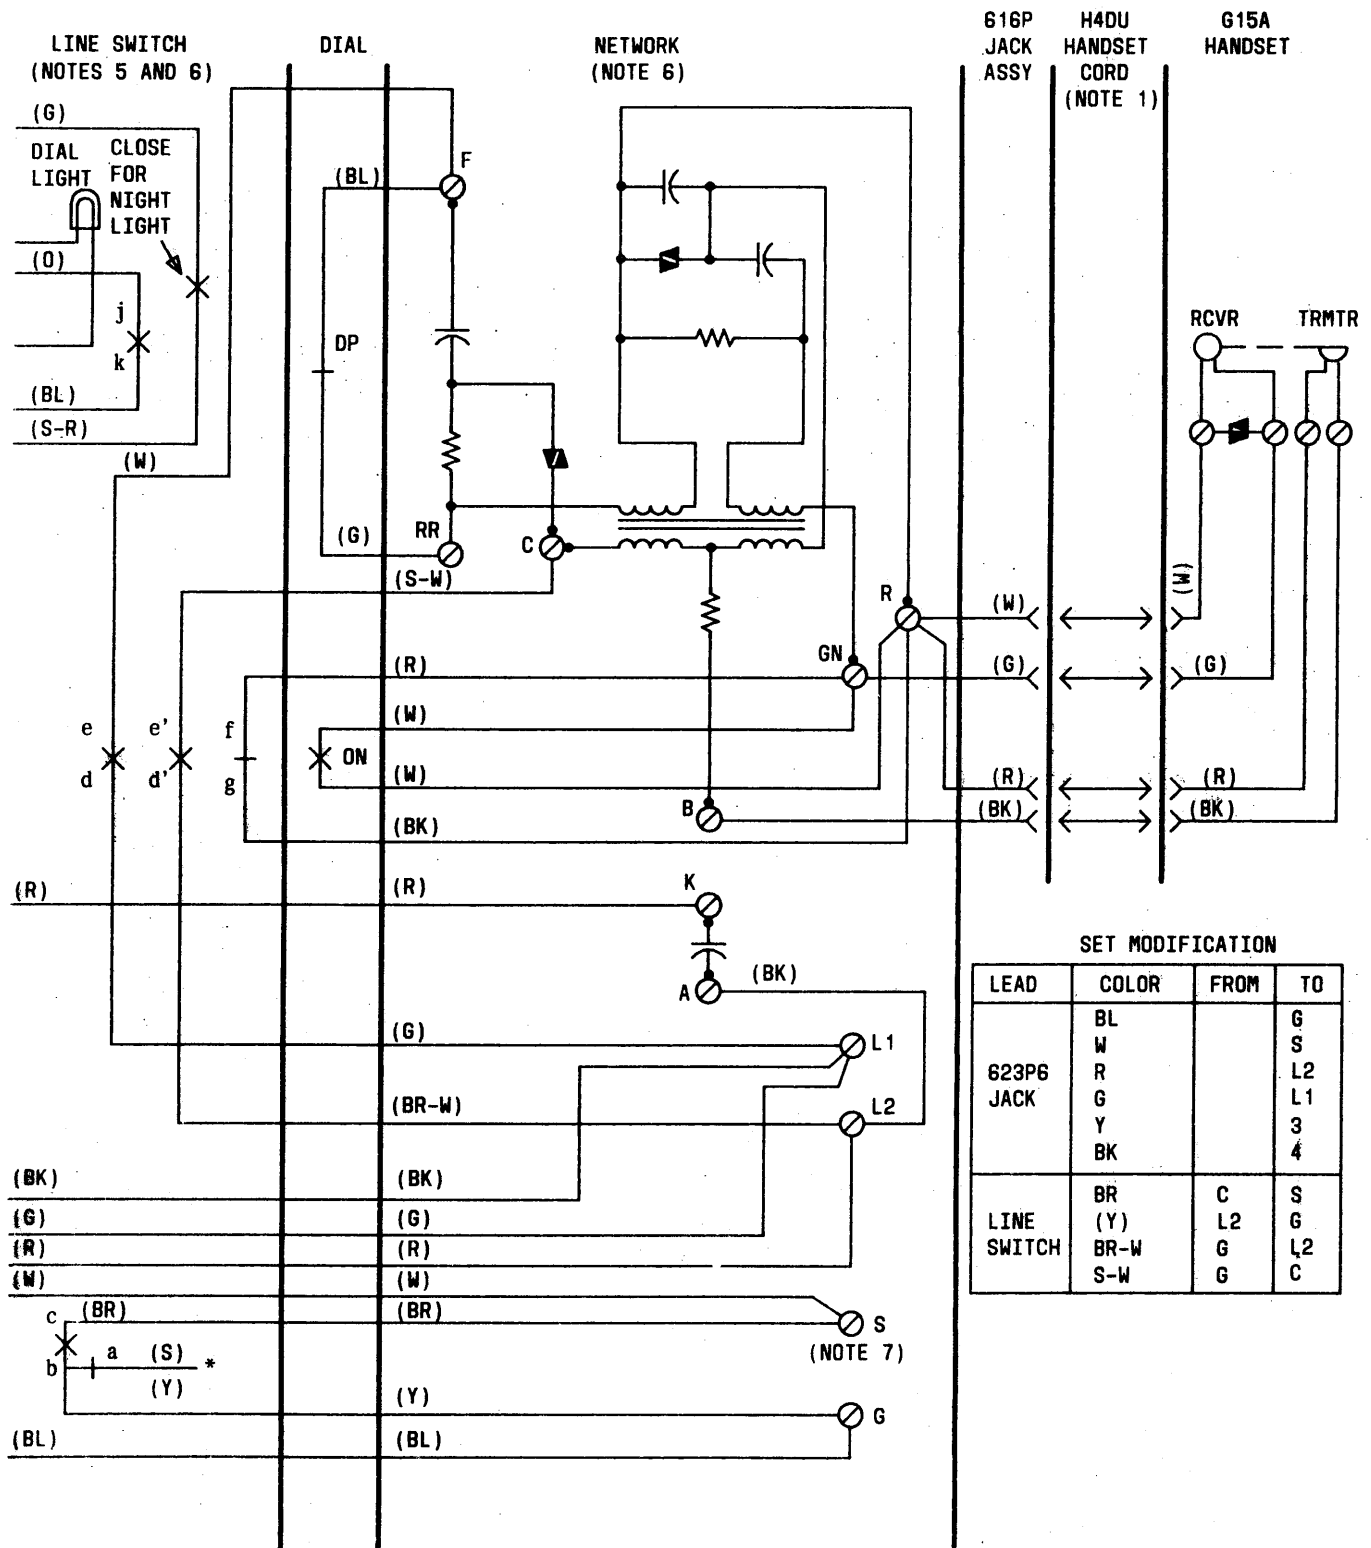 LINE SWITCH
(NOTES 5 AND 6)
DIAL
NETWORK
(NOTE 6)
616P
JACK
ASSY
H4DU
HANDSET
CORD
(NOTE 1)
G15A
HANDSET
(G)
DIAL
LIGHT
CLOSE
FOR
NIGHT
LIGHT
(O)
j
k
(BL)
(S-R)
(W)
(BL)
F
DP
(G)
RR
C
(S-W)
RCVR
TRMTR
R
(W)
(W)
GN
(R)
(G)
(G)
e
d
e'
d'
f
g
(W)
ON
(W)
(R)
(R)
B
(BK)
(BK)
(BK)
(R)
(R)
K
A
(BK)
(G)
L1
(BR-W)
L2
(BK)
(BK)
(G)
(G)
(R)
(R)
(W)
(W)
c
(BR)
(BR)
S
(NOTE 7)
b
a
(S)
*
(Y)
(Y)
G
(BL)
(BL)
SET MODIFICATION
LEAD COLOR FROM TO
623P6
JACK
BL G
W S
R L2
G L1
Y 3
BK 4
LINE
SWITCH
BR C S
(Y) L2 G
BR-W G L2
S-W G C